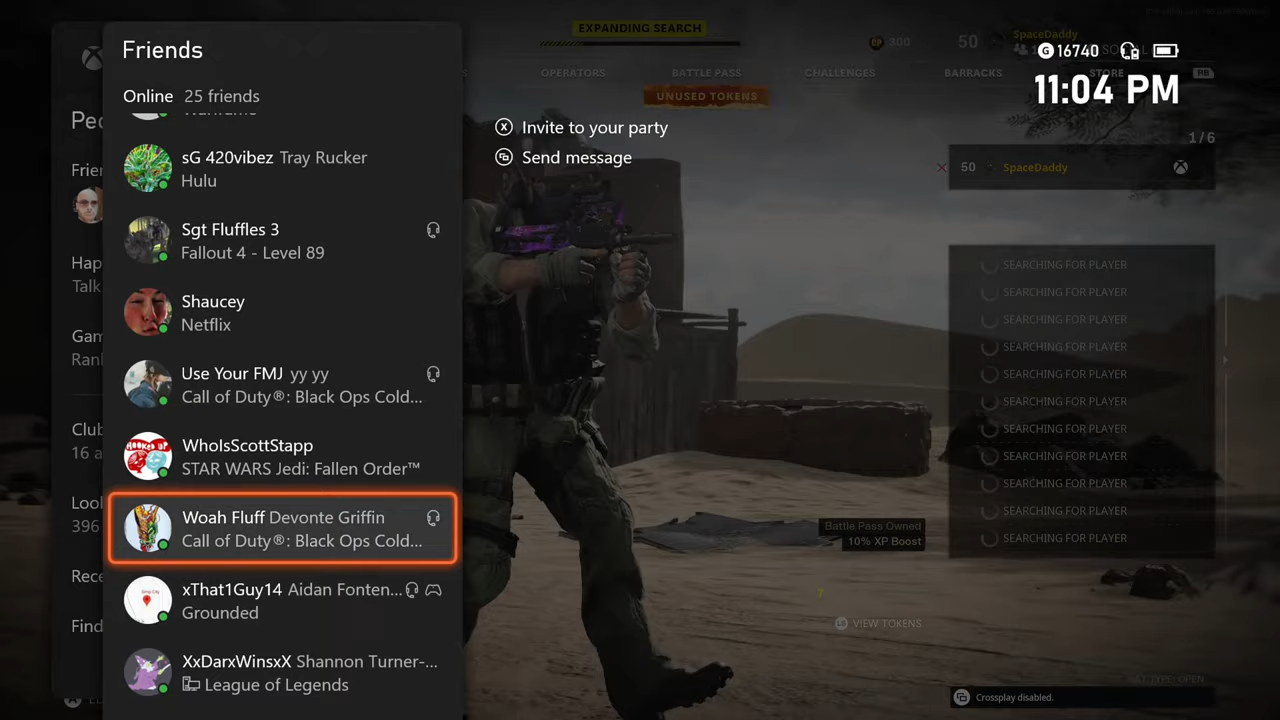 Friends
Online 25 friends
sG 420vibez Tray Rucker
Hulu
Sgt Fluffles 3
Fallout 4 - Level 89
Shaucey
Netflix
Use Your FMJ yy yy
Call of Duty®: Black Ops Cold...
WhoIsScottStapp
STAR WARS Jedi: Fallen Order™
Woah Fluff Devonte Griffin
Call of Duty®: Black Ops Cold...
xThat1Guy14 Aidan Fonten...
Grounded
XxDarxWinsxX Shannon Turner-...
League of Legends
Invite to your party
Send message
EXPANDING SEARCH
300
50
SpaceDaddy
16740
11:04 PM
OPERATORS
BATTLE PASS
CHALLENGES
BARRACKS
STORE
RB
UNUSED TOKENS
1/6
50 SpaceDaddy
SEARCHING FOR PLAYER
SEARCHING FOR PLAYER
SEARCHING FOR PLAYER
SEARCHING FOR PLAYER
SEARCHING FOR PLAYER
SEARCHING FOR PLAYER
SEARCHING FOR PLAYER
SEARCHING FOR PLAYER
SEARCHING FOR PLAYER
SEARCHING FOR PLAYER
SEARCHING FOR PLAYER
Battle Pass Owned
10% XP Boost
7
VIEW TOKENS
Crossplay disabled.